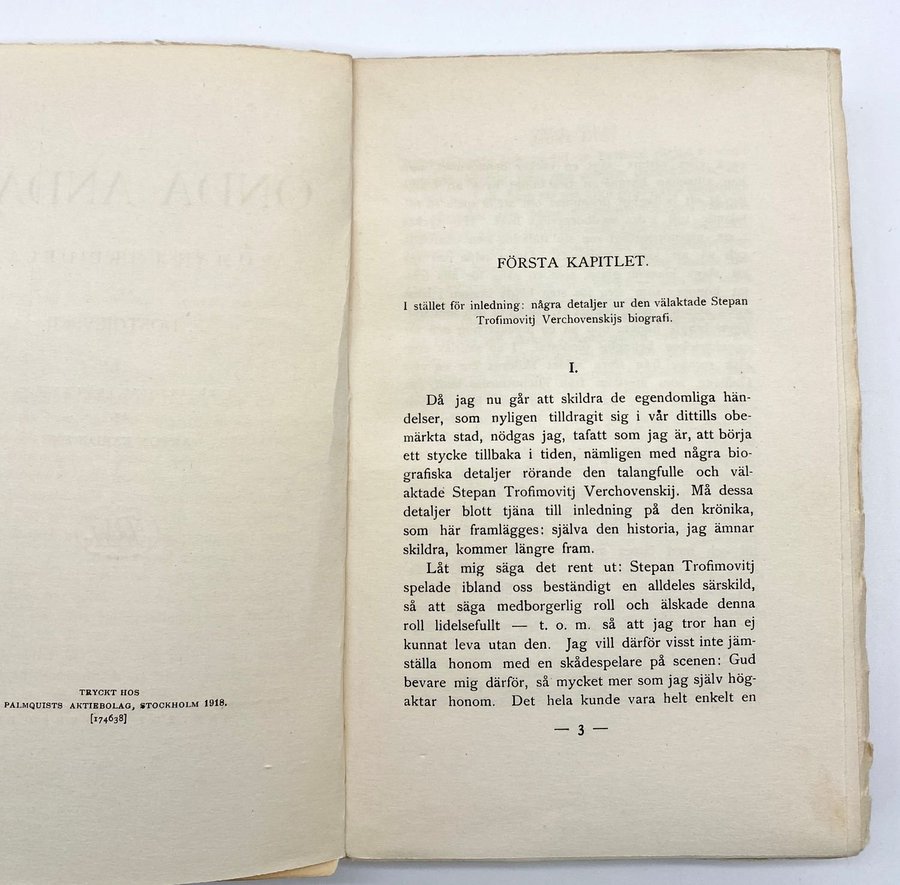 TRYCKT HOS
PALMQUISTS AKTIEBOLAG, STOCKHOLM 1918.
[174638]
FÖRSTA KAPITLET.
I stället för inledning: några detaljer ur den välaktade Stepan
Trofimovitj Verchovenskijs biografi.
I.
Då jag nu går att skildra de egendomliga hän-
delser, som nyligen tilldragit sig i vår dittills obe-
märkta stad, nödgas jag, tafatt som jag är, att börja
ett stycke tillbaka i tiden, nämligen med några bio-
grafiska detaljer rörande den talangfulle och väl-
aktade Stepan Trofimovitj Verchovenskij. Må dessa
detaljer blott tjäna till inledning på den krönika,
som här framlägges: själva den historia, jag ämnar
skildra, kommer längre fram.
Låt mig säga det rent ut: Stepan Trofimovitj
spelade ibland oss beständigt en alldeles särskild,
så att säga medborgerlig roll och älskade denna
roll lidelsefullt — t. o. m. så att jag tror han ej
kunnat leva utan den. Jag vill därför visst inte jäm-
ställa honom med en skådespelare på scenen: Gud
bevare mig därför, så mycket mer som jag själv hög-
aktar honom. Det hela kunde vara helt enkelt en
— 3 —